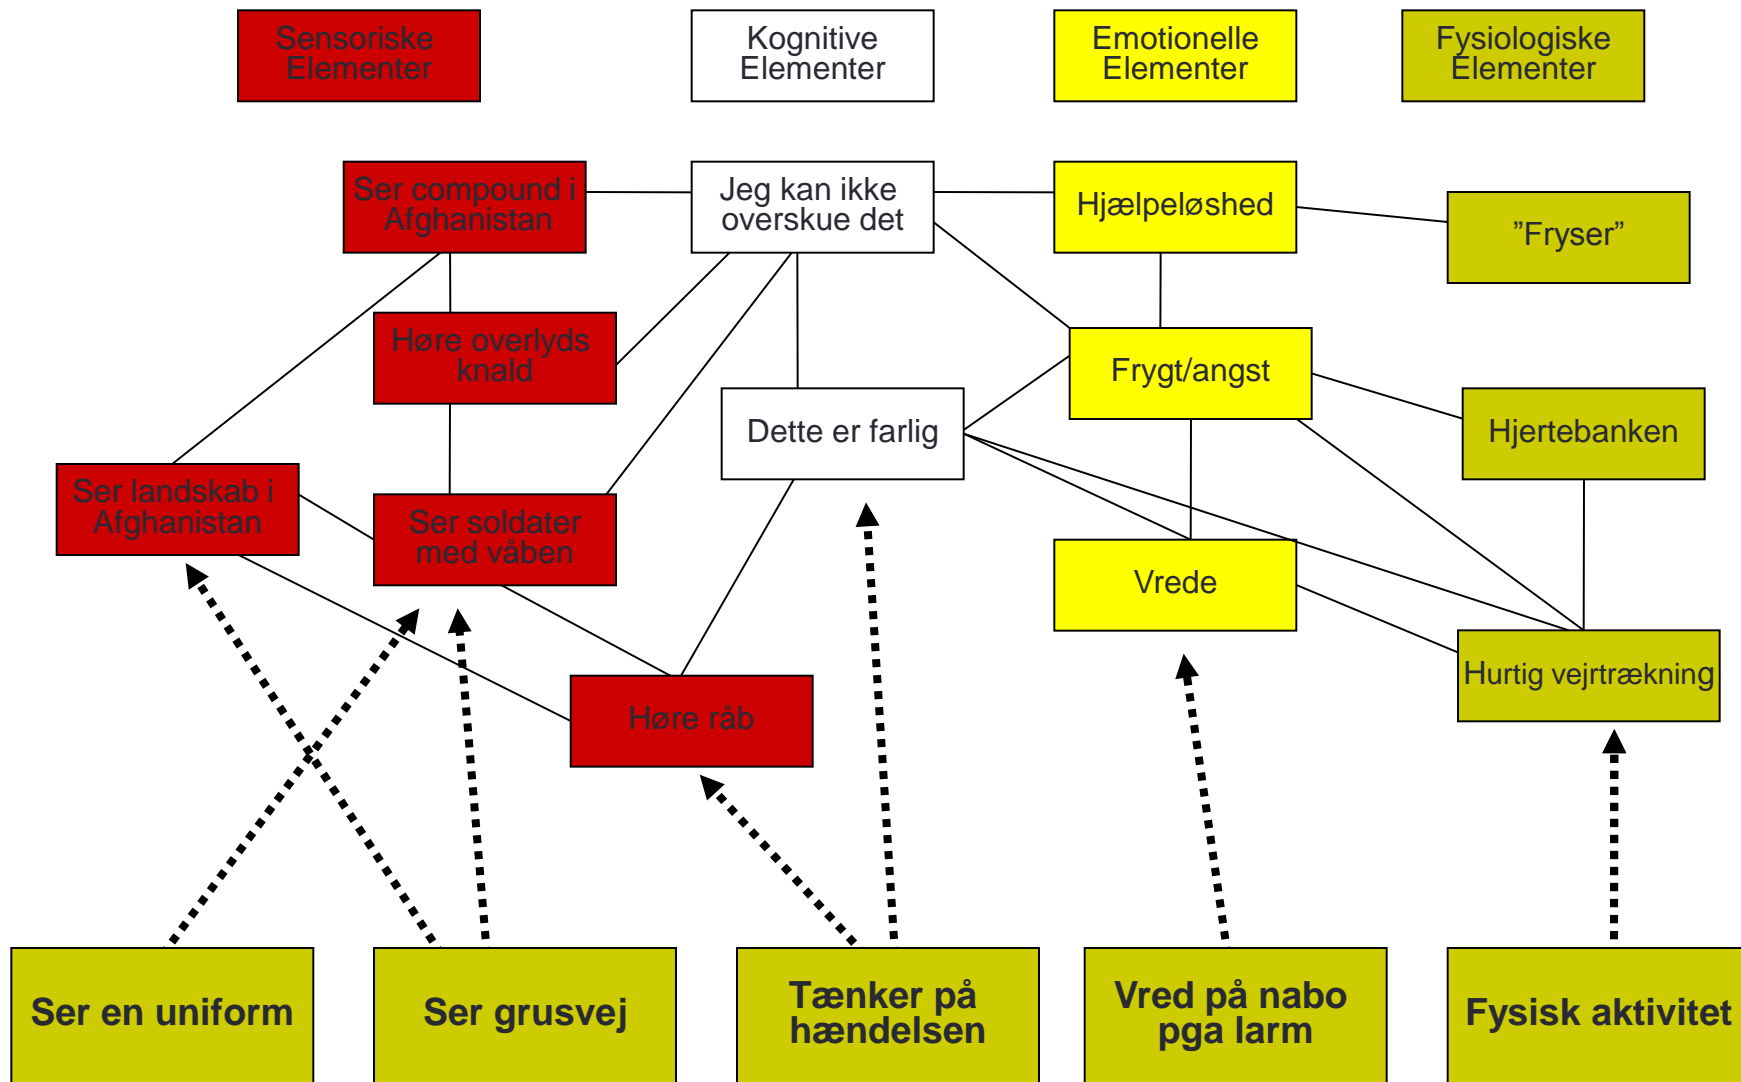 Sensoriske
Elementer
Kognitive
Elementer
Emotionelle
Elementer
Fysiologiske
Elementer
Ser compound i
Afghanistan
Jeg kan ikke
overskue det
Hjælpeløshed
”Fryser”
Høre overlyds
knald
Frygt/angst
Dette er farlig
Hjertebanken
Ser landskab i
Afghanistan
Ser soldater
med våben
Vrede
Hurtig vejrtrækning
Høre råb
Ser en uniform
Ser grusvej
Tænker på
hændelsen
Vred på nabo
pga larm
Fysisk aktivitet